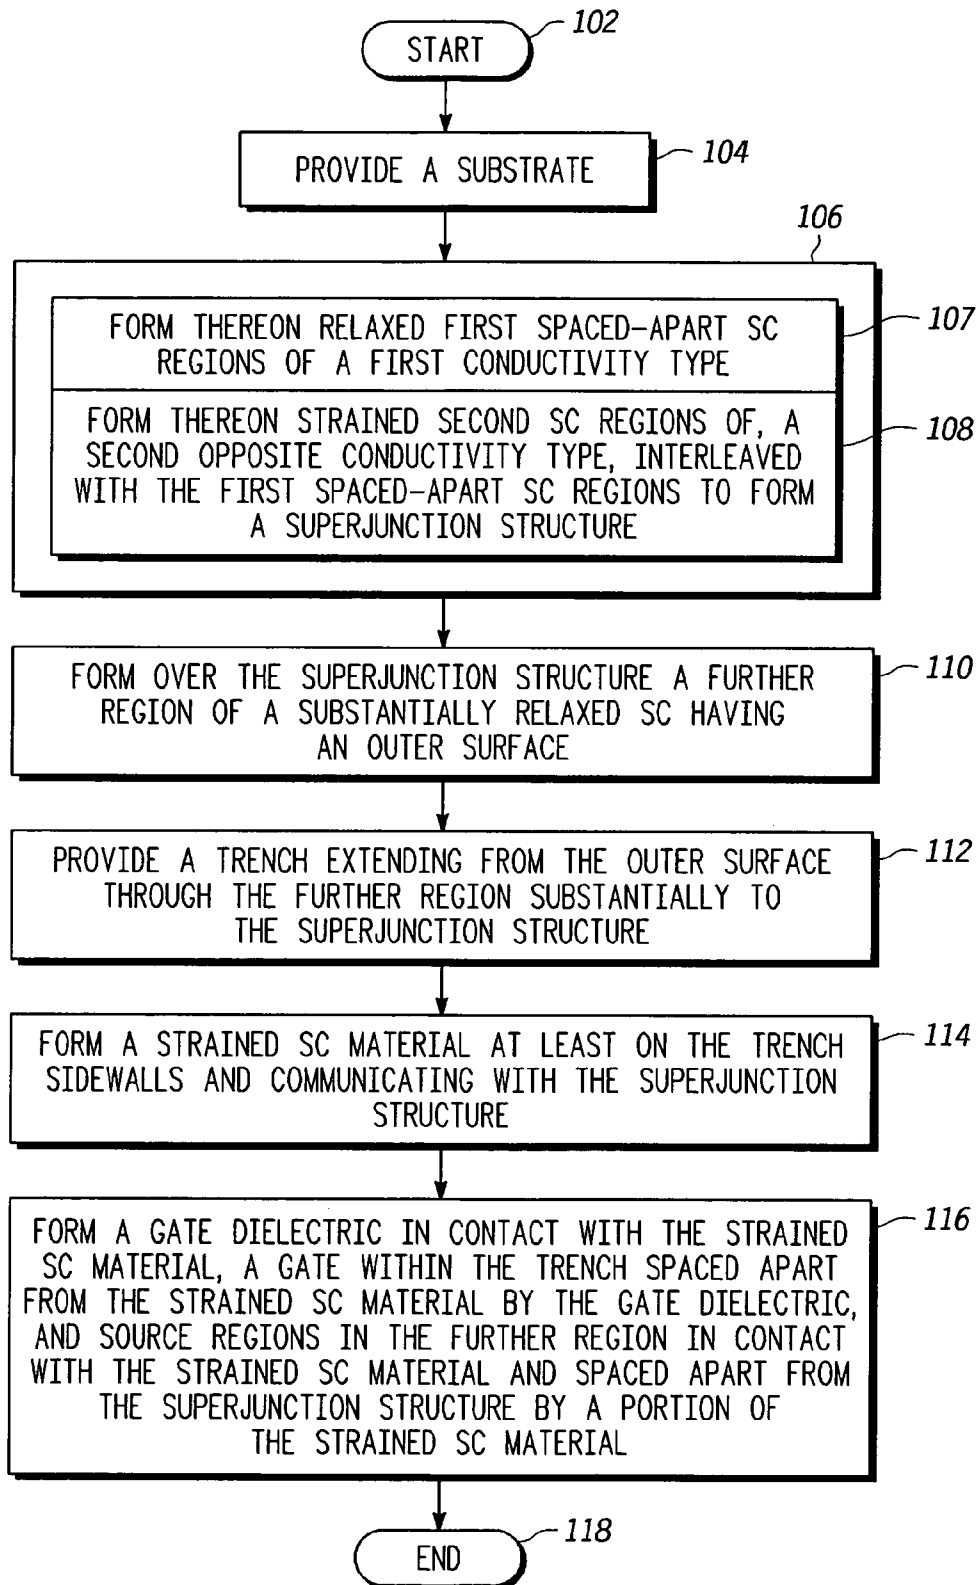 START
102
PROVIDE A SUBSTRATE
104
106
FORM THEREON RELAXED FIRST SPACED-APART SC
REGIONS OF A FIRST CONDUCTIVITY TYPE
107
FORM THEREON STRAINED SECOND SC REGIONS OF, A
SECOND OPPOSITE CONDUCTIVITY TYPE, INTERLEAVED
WITH THE FIRST SPACED-APART SC REGIONS TO FORM
A SUPERJUNCTION STRUCTURE
108
FORM OVER THE SUPERJUNCTION STRUCTURE A FURTHER
REGION OF A SUBSTANTIALLY RELAXED SC HAVING
AN OUTER SURFACE
110
PROVIDE A TRENCH EXTENDING FROM THE OUTER SURFACE
THROUGH THE FURTHER REGION SUBSTANTIALLY TO
THE SUPERJUNCTION STRUCTURE
112
FORM A STRAINED SC MATERIAL AT LEAST ON THE TRENCH
SIDEWALLS AND COMMUNICATING WITH THE SUPERJUNCTION
STRUCTURE
114
FORM A GATE DIELECTRIC IN CONTACT WITH THE STRAINED
SC MATERIAL, A GATE WITHIN THE TRENCH SPACED APART
FROM THE STRAINED SC MATERIAL BY THE GATE DIELECTRIC,
AND SOURCE REGIONS IN THE FURTHER REGION IN CONTACT
WITH THE STRAINED SC MATERIAL AND SPACED APART FROM
THE SUPERJUNCTION STRUCTURE BY A PORTION OF
THE STRAINED SC MATERIAL
116
END
118